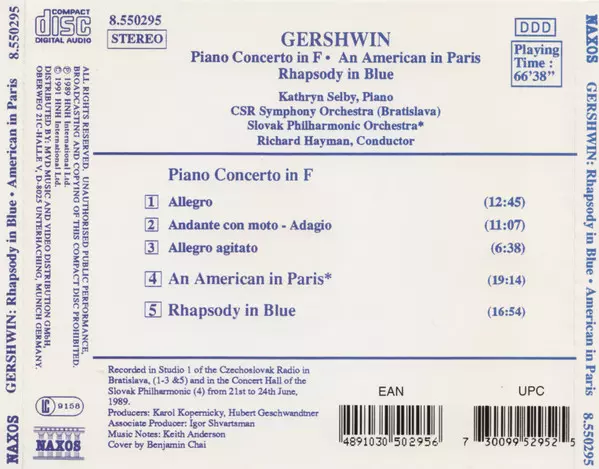 8.550295
COMPACT
disc
DIGITAL AUDIO
8.550295
STEREO
GERSHWIN
Piano Concerto in F • An American in Paris
Rhapsody in Blue
DDD
Playing
Time :
66'38"
Kathryn Selby, Piano
CSR Symphony Orchestra (Bratislava)
Slovak Philharmonic Orchestra*
Richard Hayman, Conductor
Piano Concerto in F
1 Allegro (12:45)
2 Andante con moto - Adagio (11:07)
3 Allegro agitato (6:38)
4 An American in Paris* (19:14)
5 Rhapsody in Blue (16:54)
Recorded in Studio 1 of the Czechoslovak Radio in
Bratislava, (1-3 &5) and in the Concert Hall of the
Slovak Philharmonic (4) from 21st to 24th June,
1989.
Producers: Karol Kopernicky, Hubert Geschwandtner
Associate Producer: Igor Shvartsman
Music Notes: Keith Anderson
Cover by Benjamin Chai
EAN
4891030 502956
UPC
7 30099 52952 5
ALL RIGHTS RESERVED. UNAUTHORISED PUBLIC PERFORMANCE,
BROADCASTING AND COPYING OF THIS COMPACT DISC PROHIBITED.
℗ 1989 HNH International Ltd.
© 1991 HNH International Ltd.
DISTRIBUTED BY: MVD MUSIC AND VIDEO DISTRIBUTION GMBH,
OBERWEG 21C-HALLE V, D-8025 UNTERHACHING, MUNICH GERMANY.
LC 9158
NAXOS
NAXOS GERSHWIN: Rhapsody in Blue • American in Paris
NAXOS GERSHWIN: Rhapsody in Blue • American in Paris 8.550295